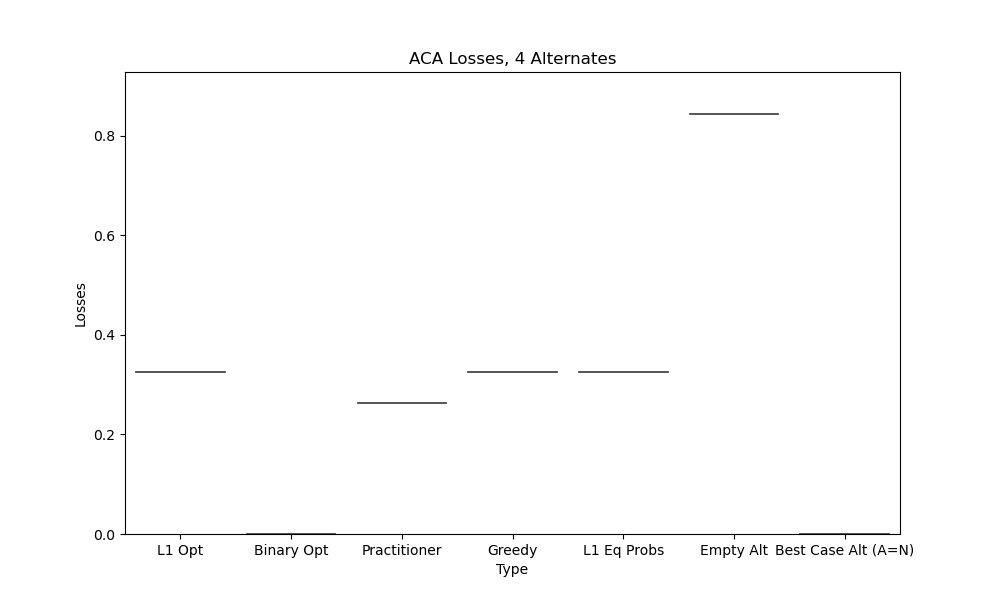 ACA Losses, 4 Alternates
Losses
0.8
0.6
0.4
0.2
0.0
L1 Opt
Binary Opt
Practitioner
Greedy
L1 Eq Probs
Empty Alt
Best Case Alt (A=N)
Type